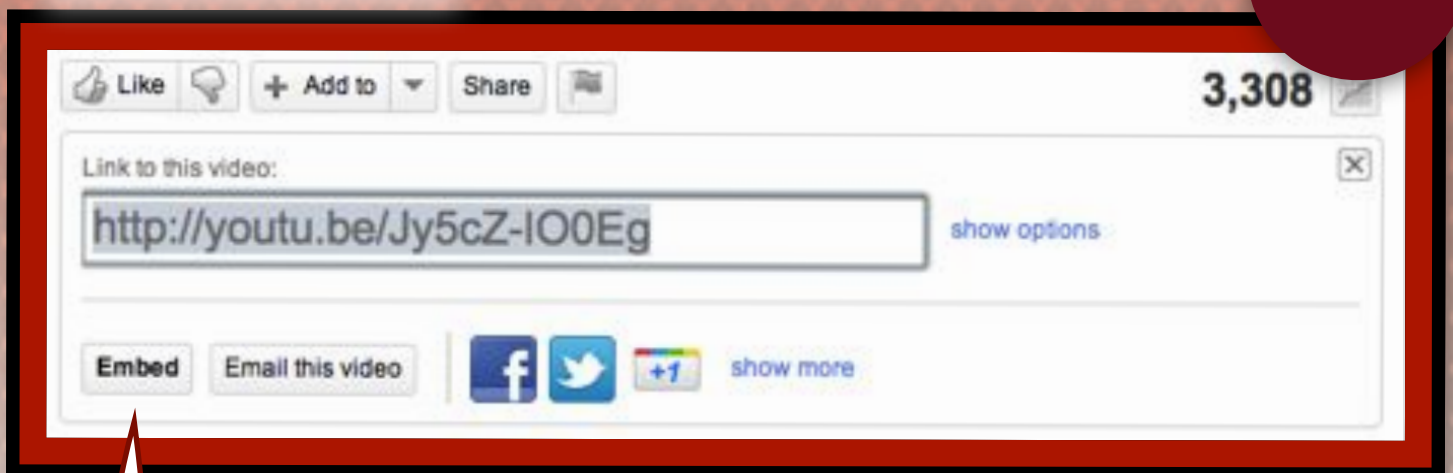 Like Add to Share 3,308
Link to this video:
http://youtu.be/Jy5cZ-IO0Eg show options
Embed Email this video f +1 show more